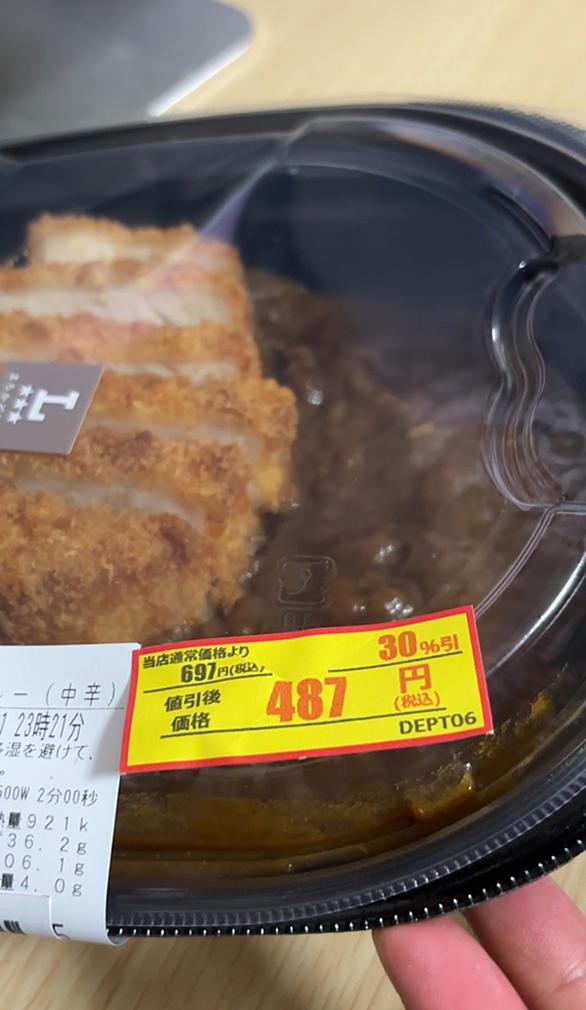 L
当店通常価格より
697円(税込)
30%引
値引後
価格
487円
(税込)
DEPT06
ー(中辛)
23時21分
湿を避けて、
500W 2分00秒
熱量921k
36.2g
06.1g
量4.0g